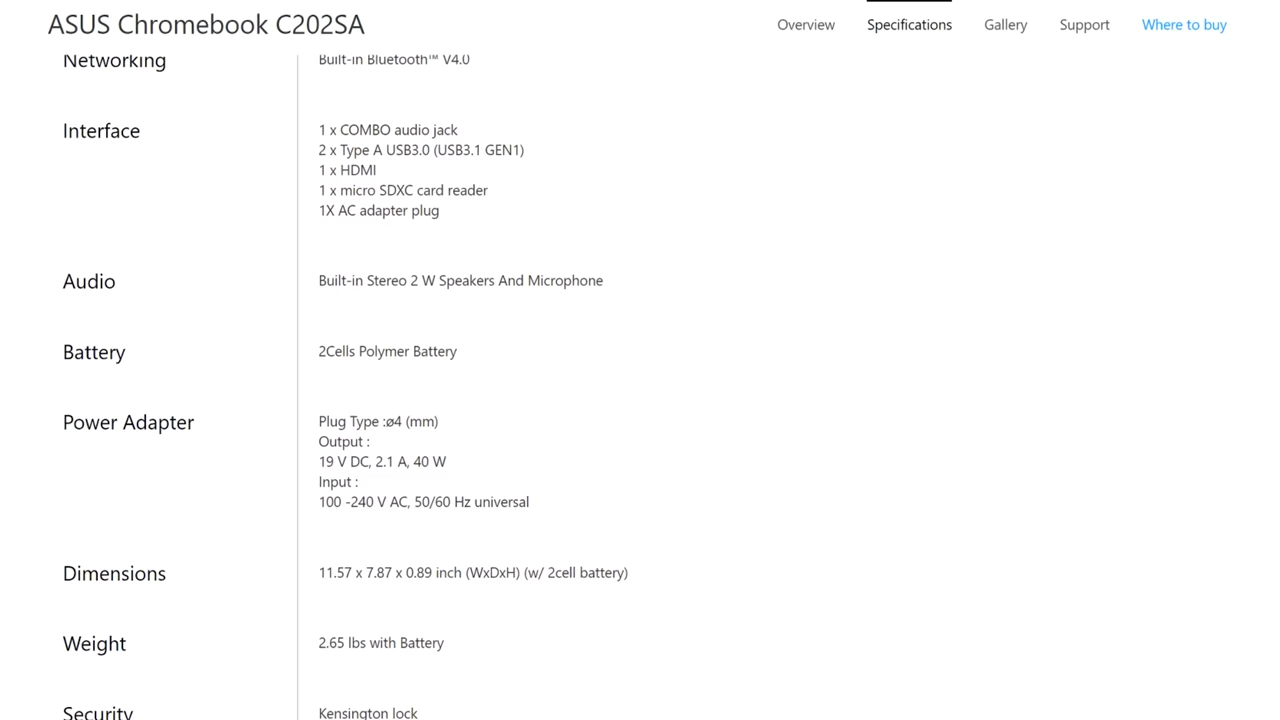 ASUS Chromebook C202SA
Overview
Specifications
Gallery
Support
Where to buy
Networking
Built-in Bluetooth™ V4.0
Interface
1 x COMBO audio jack
2 x Type A USB3.0 (USB3.1 GEN1)
1 x HDMI
1 x micro SDXC card reader
1X AC adapter plug
Audio
Built-in Stereo 2 W Speakers And Microphone
Battery
2Cells Polymer Battery
Power Adapter
Plug Type :ø4 (mm)
Output :
19 V DC, 2.1 A, 40 W
Input :
100 -240 V AC, 50/60 Hz universal
Dimensions
11.57 x 7.87 x 0.89 inch (WxDxH) (w/ 2cell battery)
Weight
2.65 lbs with Battery
Security
Kensington lock